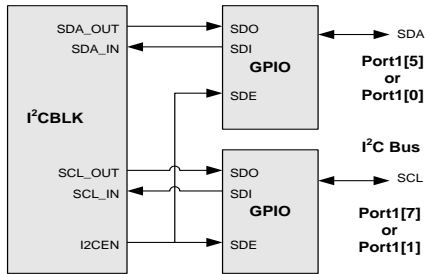 SDA_OUT
SDA_IN
I²CBLK
SCL_OUT
SCL_IN
I2CEN
SDO
SDI
GPIO
SDE
SDO
SDI
GPIO
SDE
SDA
Port1[5]
or
Port1[0]
I²C Bus
SCL
Port1[7]
or
Port1[1]